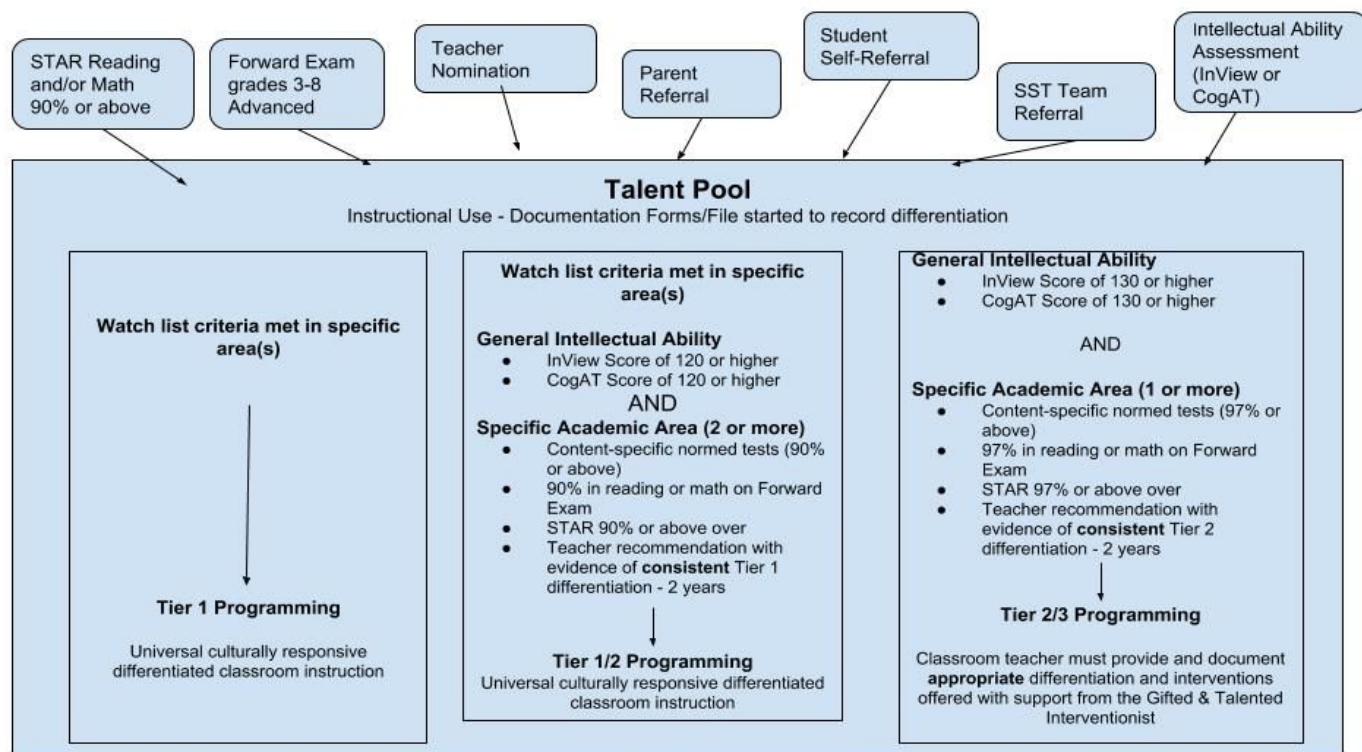 STAR Reading
and/or Math
90% or above
Forward Exam
grades 3-8
Advanced
Teacher
Nomination
Parent
Referral
Student
Self-Referral
SST Team
Referral
Intellectual Ability
Assessment
(InView or
CogAT)
Talent Pool
Instructional Use - Documentation Forms/File started to record differentiation
Watch list criteria met in specific
area(s)
Tier 1 Programming
Universal culturally responsive
differentiated classroom instruction
Watch list criteria met in specific
area(s)
General Intellectual Ability
● InView Score of 120 or higher
● CogAT Score of 120 or higher
AND
Specific Academic Area (2 or more)
● Content-specific normed tests (90%
or above)
● 90% in reading or math on Forward
Exam
● STAR 90% or above over
● Teacher recommendation with
evidence of consistent Tier 1
differentiation - 2 years
Tier 1/2 Programming
Universal culturally responsive differentiated
classroom instruction
General Intellectual Ability
● InView Score of 130 or higher
● CogAT Score of 130 or higher
AND
Specific Academic Area (1 or more)
● Content-specific normed tests (97% or
above)
● 97% in reading or math on Forward
Exam
● STAR 97% or above over
● Teacher recommendation with
evidence of consistent Tier 2
differentiation - 2 years
Tier 2/3 Programming
Classroom teacher must provide and document
appropriate differentiation and interventions
offered with support from the Gifted & Talented
Interventionist